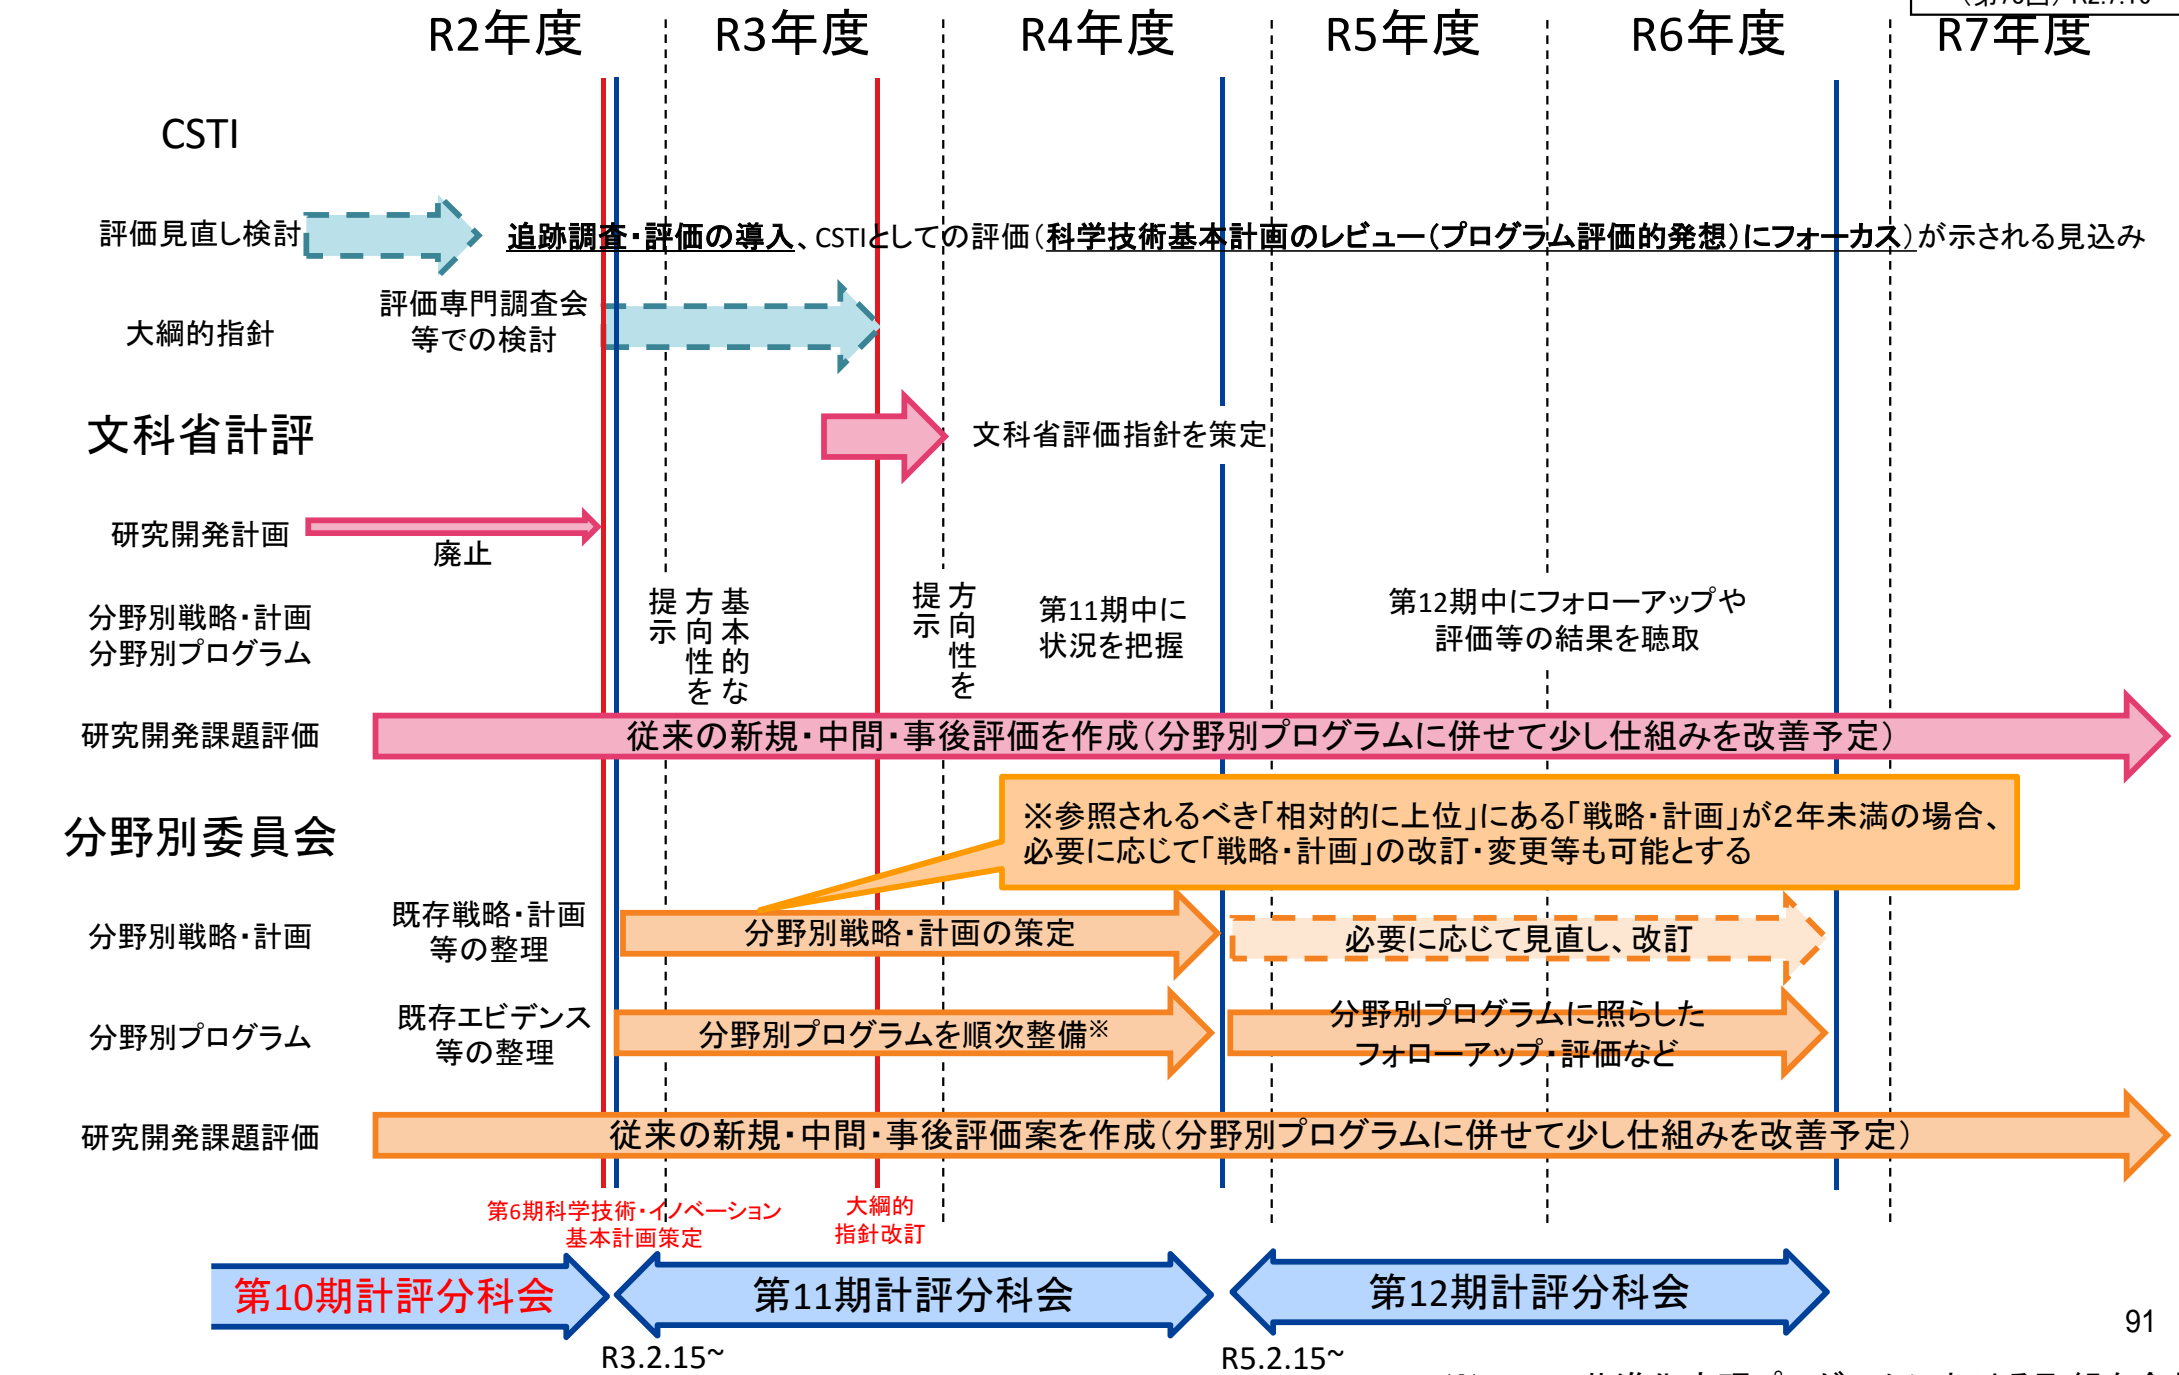 R2年度 R3年度 R4年度 R5年度 R6年度 R7年度
CSTI
評価見直し検討
追跡調査・評価の導入、CSTIとしての評価（科学技術基本計画のレビュー（プログラム評価的発想）にフォーカス）が示される見込み
大綱的指針
評価専門調査会
等での検討
文科省計評
文科省評価指針を策定
研究開発計画
廃止
分野別戦略・計画
分野別プログラム
基本的な
方向性を
提示
方向性を
提示
第11期中に
状況を把握
第12期中にフォローアップや
評価等の結果を聴取
研究開発課題評価
従来の新規・中間・事後評価を作成（分野別プログラムに併せて少し仕組みを改善予定）
※参照されるべき「相対的に上位」にある「戦略・計画」が２年未満の場合、
必要に応じて「戦略・計画」の改訂・変更等も可能とする
分野別委員会
分野別戦略・計画
既存戦略・計画
等の整理
分野別戦略・計画の策定
必要に応じて見直し、改訂
分野別プログラム
既存エビデンス
等の整理
分野別プログラムを順次整備※
分野別プログラムに照らした
フォローアップ・評価など
研究開発課題評価
従来の新規・中間・事後評価案を作成（分野別プログラムに併せて少し仕組みを改善予定）
第6期科学技術・イノベーション
基本計画策定
大綱的
指針改訂
第10期計評分科会
第11期計評分科会
第12期計評分科会
R3.2.15~
R5.2.15~
91